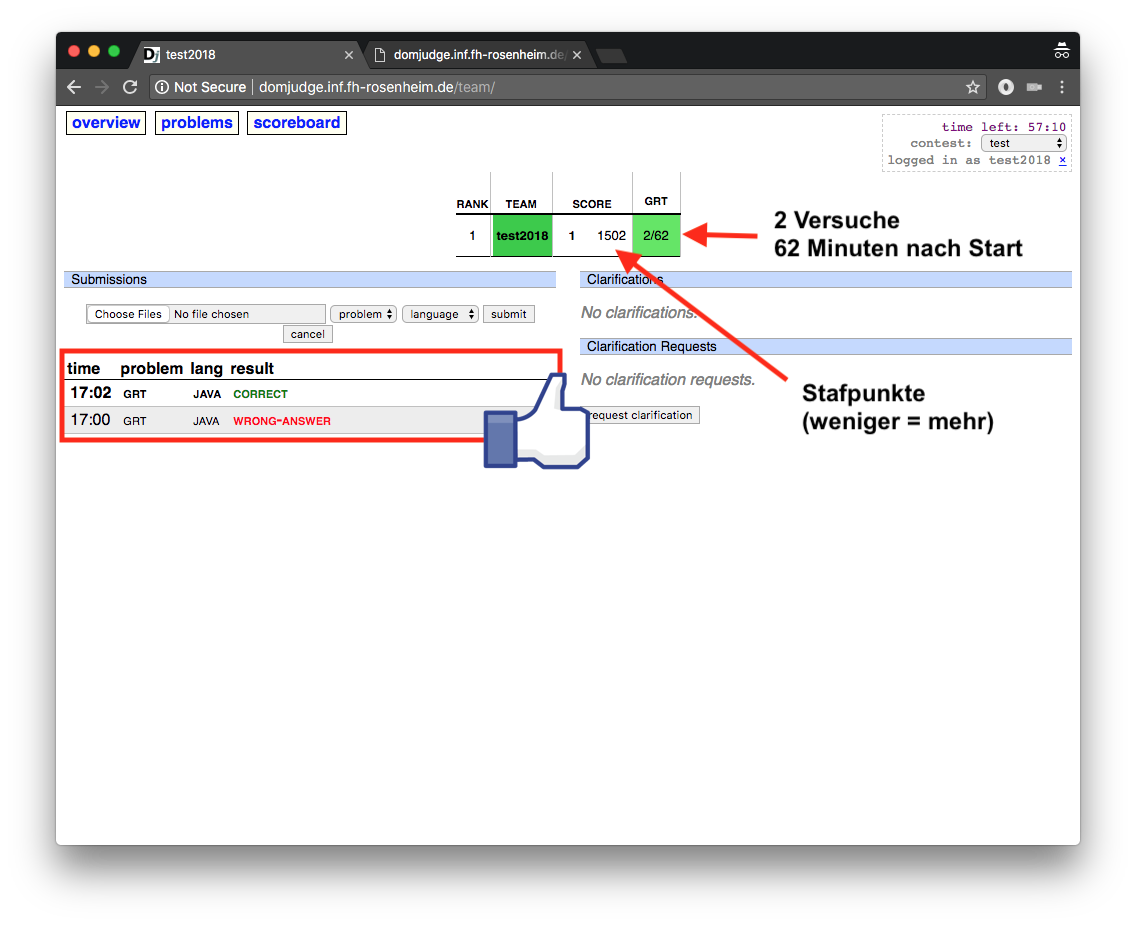 test2018
domjudge.inf.fh-rosenheim.de/
Not Secure domjudge.inf.fh-rosenheim.de/team/
overview problems scoreboard
time left: 57:10
contest: test
logged in as test2018 ×
RANK TEAM SCORE GRT
1 test2018 1 1502 2/62
2 Versuche
62 Minuten nach Start
Submissions
Choose Files No file chosen problem language submit
cancel
time problem lang result
17:02 GRT JAVA CORRECT
17:00 GRT JAVA WRONG-ANSWER
Clarifications
No clarifications.
Clarification Requests
No clarification requests.
request clarification
Stafpunkte
(weniger = mehr)